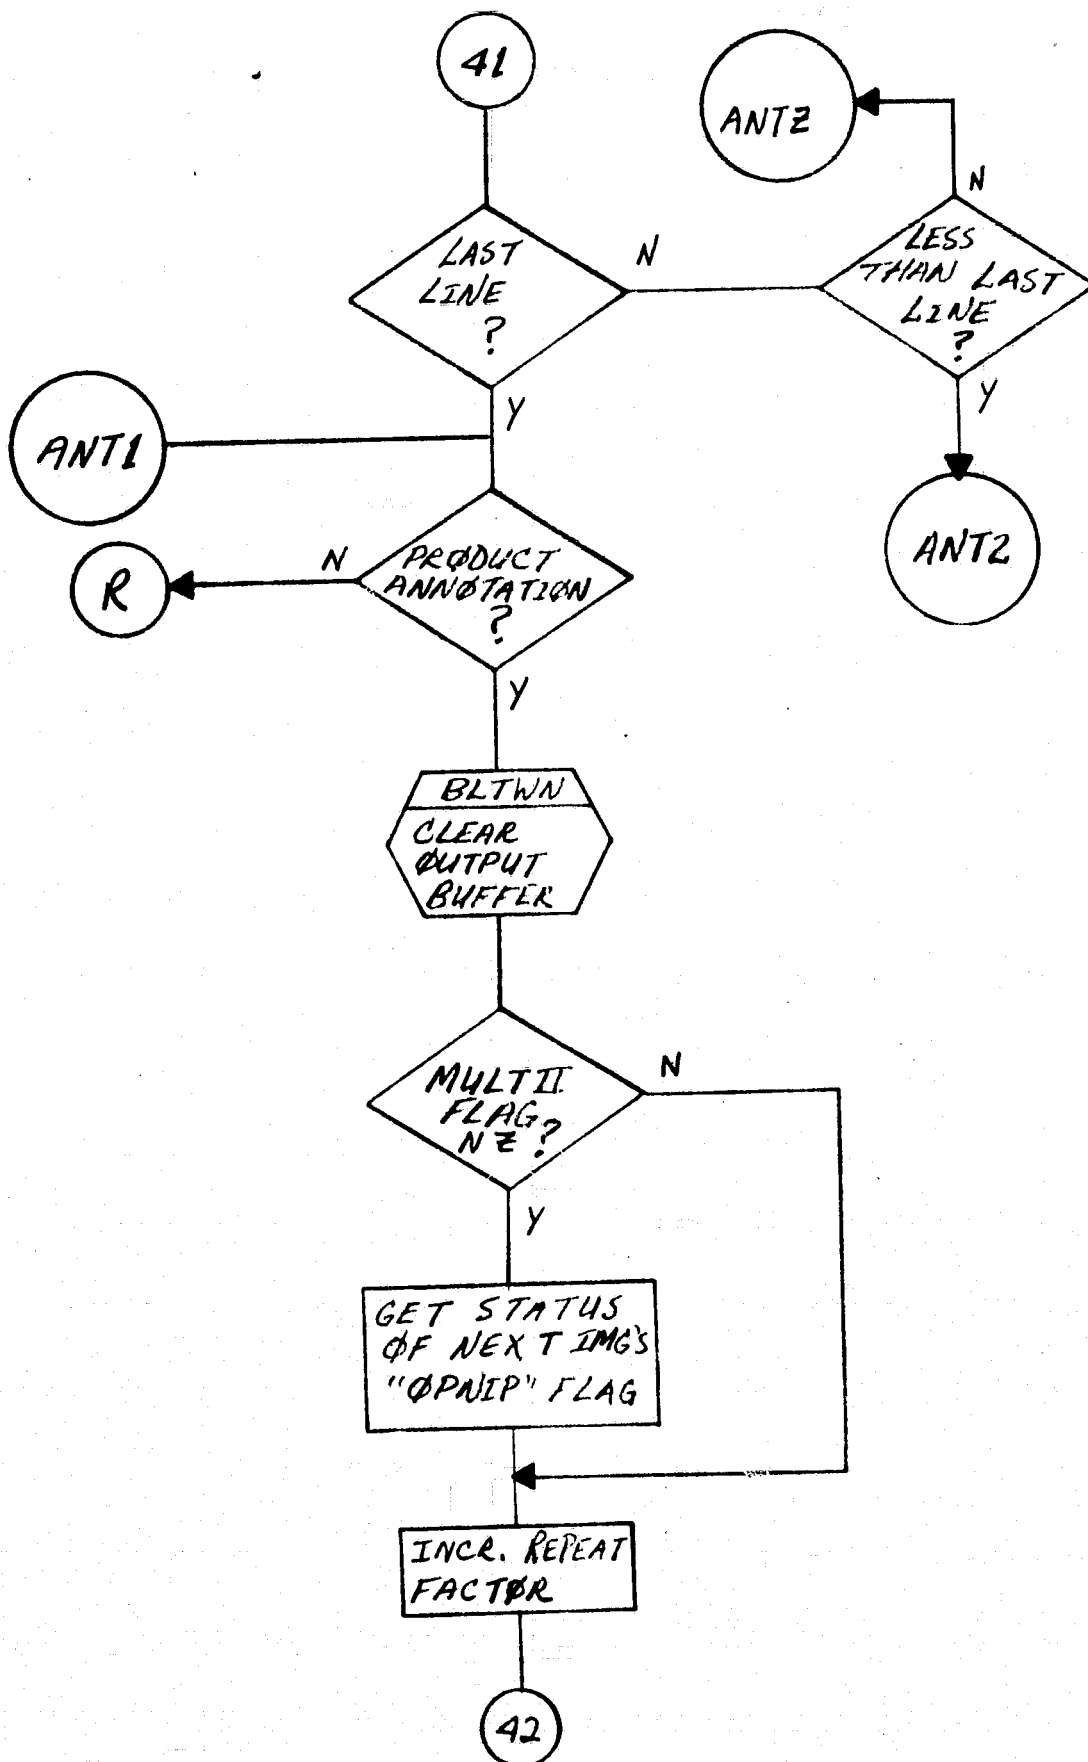 41
LAST
LINE
?
N
Y
LESS
THAN LAST
LINE
?
N
ANTZ
Y
ANT2
ANT1
PRØDUCT
ANNØTATIØN
?
N
R
Y
BLTWN
CLEAR
ØUTPUT
BUFFER
MULTII
FLAG
NZ?
N
Y
GET STATUS
ØF NEXT IMG'S
"ØPNIP" FLAG
INCR. REPEAT
FACTØR
42